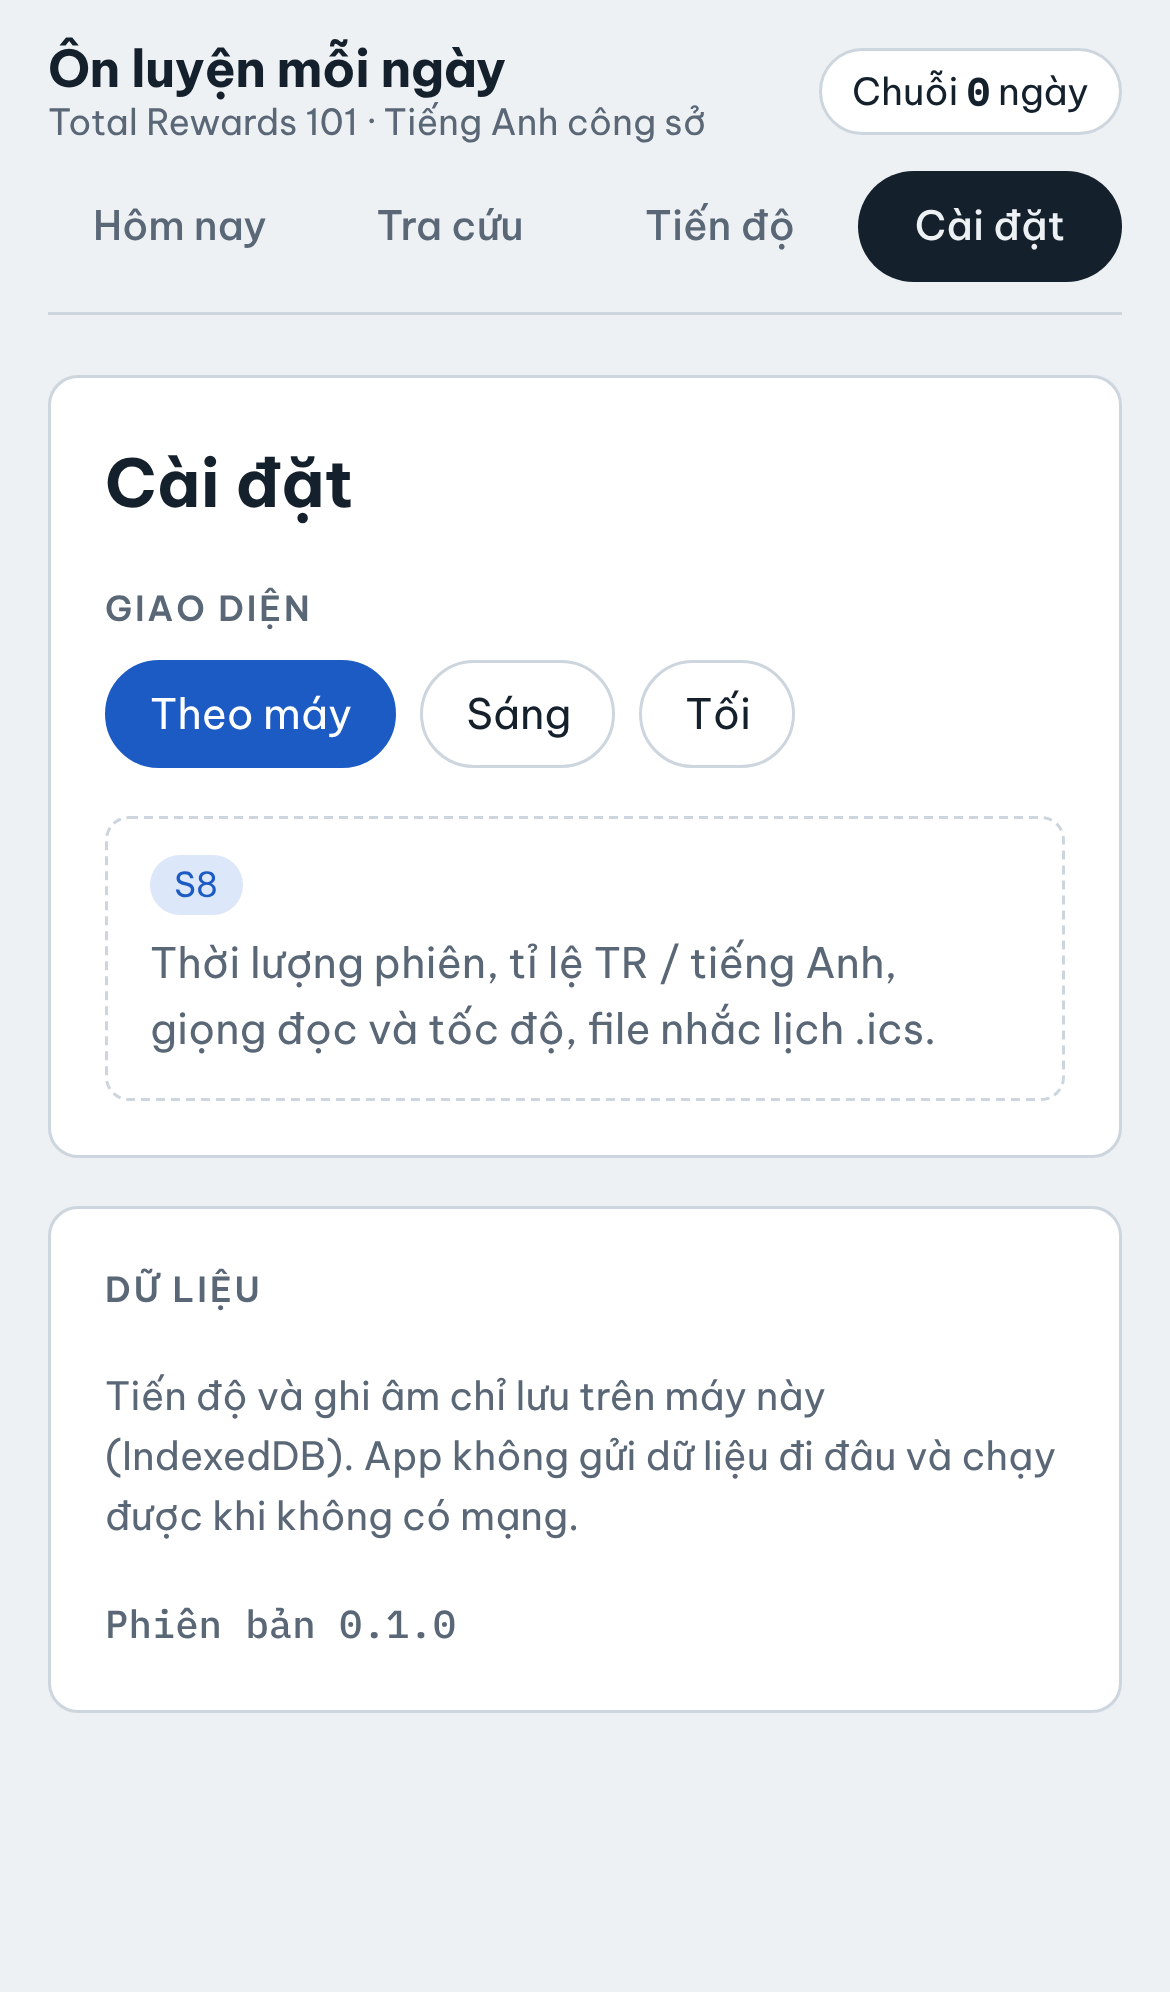 Ôn luyện mỗi ngày
Total Rewards 101 · Tiếng Anh công sở
Chuỗi 0 ngày
Hôm nay
Tra cứu
Tiến độ
Cài đặt
Cài đặt
GIAO DIỆN
Theo máy
Sáng
Tối
S8
Thời lượng phiên, tỉ lệ TR / tiếng Anh,
giọng đọc và tốc độ, file nhắc lịch .ics.
DỮ LIỆU
Tiến độ và ghi âm chỉ lưu trên máy này
(IndexedDB). App không gửi dữ liệu đi đâu và chạy
được khi không có mạng.
Phiên bản 0.1.0